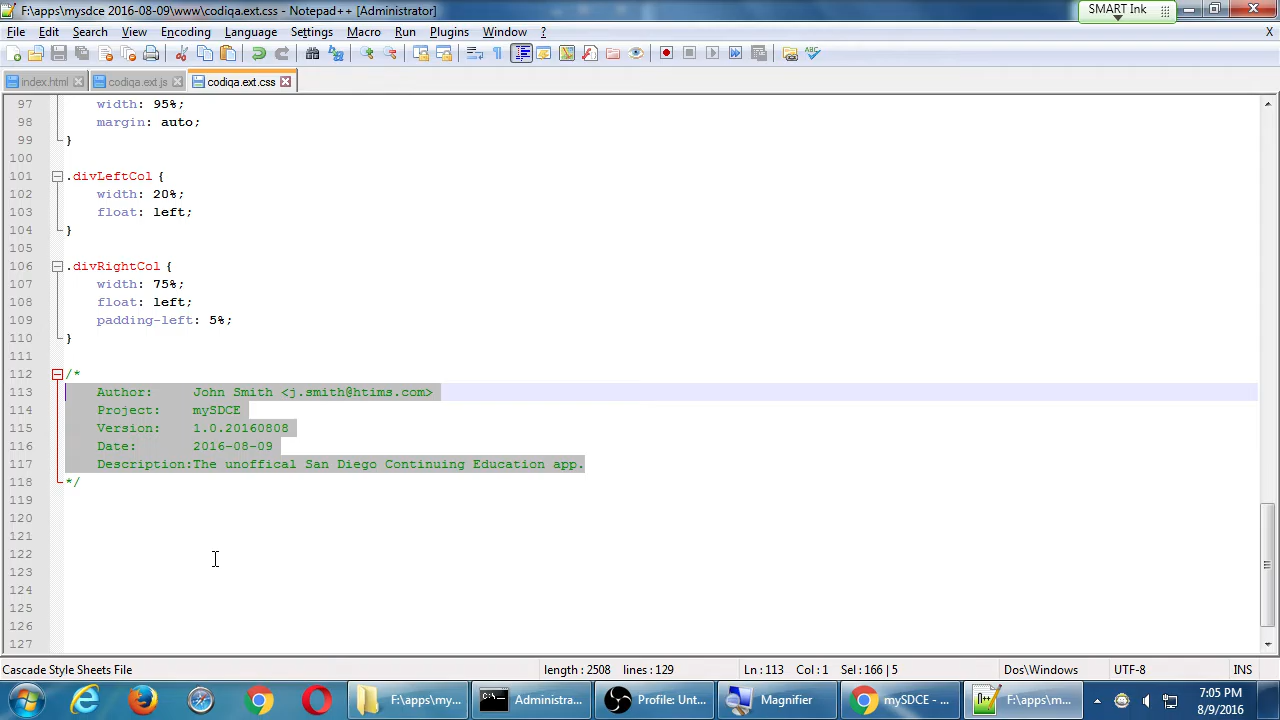 F:\apps\mysdce 2016-08-09\www\codiqa.ext.css - Notepad++ [Administrator]
SMART Ink
File Edit Search View Encoding Language Settings Macro Run Plugins Window ? X
index.html codiqa.ext.js codiqa.ext.css
97 width: 95%;
98 margin: auto;
99 }
100
101 .divLeftCol {
102 width: 20%;
103 float: left;
104 }
105
106 .divRightCol {
107 width: 75%;
108 float: left;
109 padding-left: 5%;
110 }
111
112 /*
113 Author: John Smith <j.smith@htims.com>
114 Project: mySDCE
115 Version: 1.0.20160808
116 Date: 2016-08-09
117 Description:The unoffical San Diego Continuing Education app.
118 */
119
120
121
122
123
124
125
126
127
Cascade Style Sheets File length : 2508 lines : 129 Ln : 113 Col : 1 Sel : 166 | 5 Dos\Windows UTF-8 INS
F:\apps\my... Administra... Profile: Unt... Magnifier mySDCE - ... F:\apps\m... 7:05 PM
8/9/2016